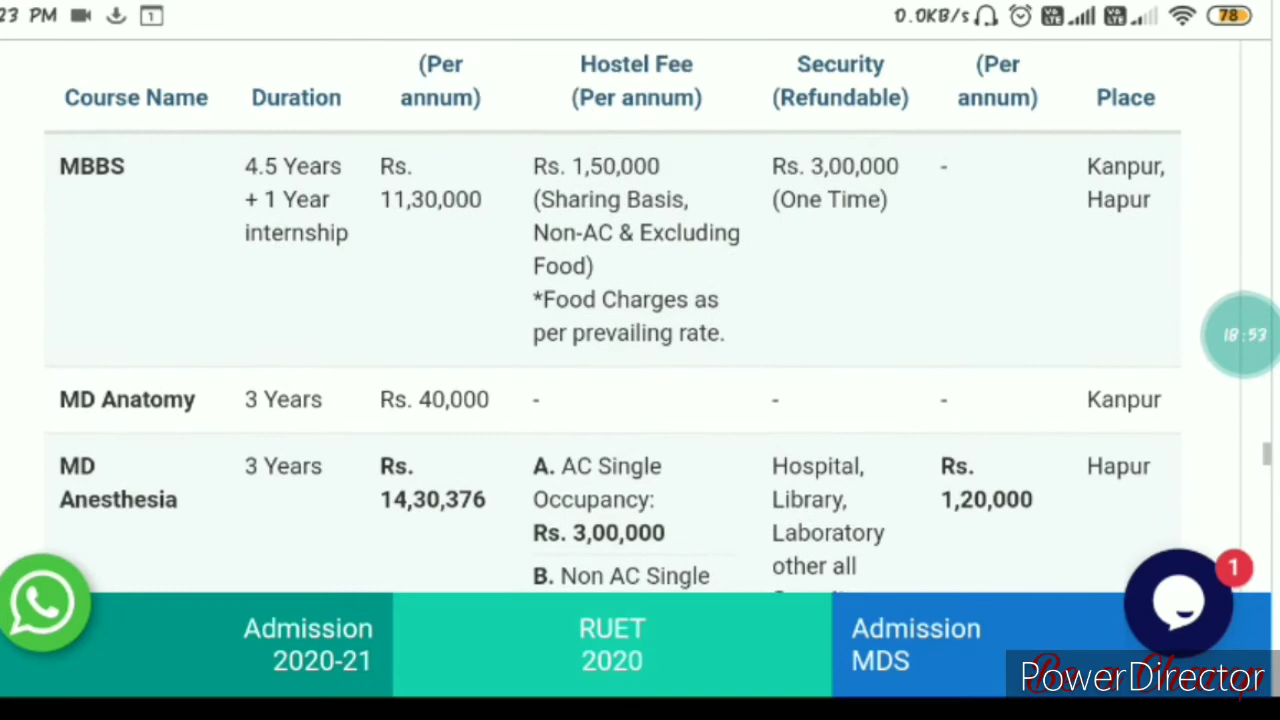 23 PM 1 0.0KB/s 78
(Per Hostel Fee Security (Per
Course Name Duration annum) (Per annum) (Refundable) annum) Place
MBBS 4.5 Years Rs. Rs. 1,50,000 Rs. 3,00,000 - Kanpur,
+ 1 Year 11,30,000 (Sharing Basis, (One Time) Hapur
internship Non-AC & Excluding
Food)
*Food Charges as
per prevailing rate.
18:53
MD Anatomy 3 Years Rs. 40,000 - - - Kanpur
MD 3 Years Rs. A. AC Single Hospital, Rs. Hapur
Anesthesia 14,30,376 Occupancy: Library, 1,20,000
Rs. 3,00,000 Laboratory
B. Non AC Single other all
1
Admission RUET Admission
2020-21 2020 MDS
PowerDirector